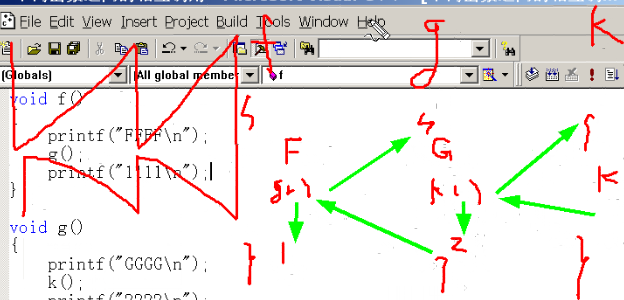 File Edit View Insert Project Build Tools Window Help
(Globals) All global member f
void f()
{
printf("FFFF\n");
g();
printf("1111\n");
}
void g()
{
printf("GGGG\n");
k();
printf("2222\n");
f g k
F G
g() k() k
1 2